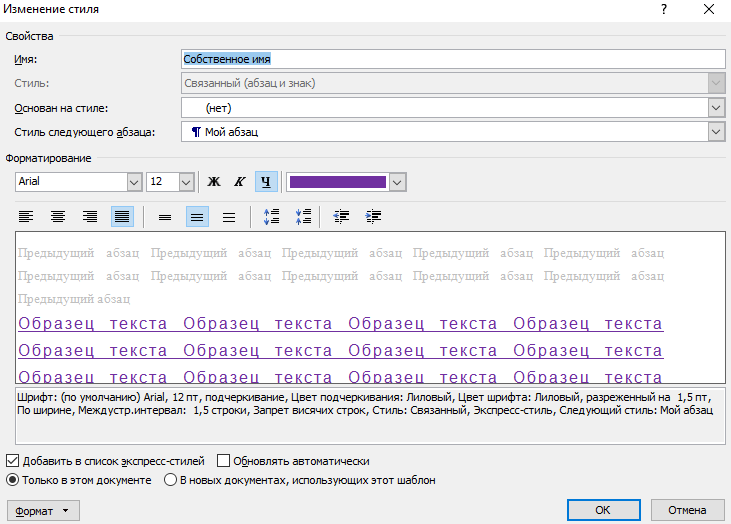 Изменение стиля
?
Свойства
Имя: Собственное имя
Стиль: Связанный (абзац и знак)
Основан на стиле: (нет)
Стиль следующего абзаца: ¶ Мой абзац
Форматирование
Arial 12 Ж К Ч
Предыдущий абзац Предыдущий абзац Предыдущий абзац Предыдущий абзац Предыдущий абзац
Предыдущий абзац Предыдущий абзац Предыдущий абзац Предыдущий абзац Предыдущий абзац
Предыдущий абзац
Образец текста Образец текста Образец текста Образец текста
Образец текста Образец текста Образец текста Образец текста
Образец текста Образец текста Образец текста Образец текста
Шрифт: (по умолчанию) Arial, 12 пт, подчеркивание, Цвет подчеркивания: Лиловый, Цвет шрифта: Лиловый, разреженный на 1,5 пт,
По ширине, Междустр.интервал: 1,5 строки, Запрет висячих строк, Стиль: Связанный, Экспресс-стиль, Следующий стиль: Мой абзац
Добавить в список экспресс-стилей Обновлять автоматически
Только в этом документе В новых документах, использующих этот шаблон
Формат ОК Отмена